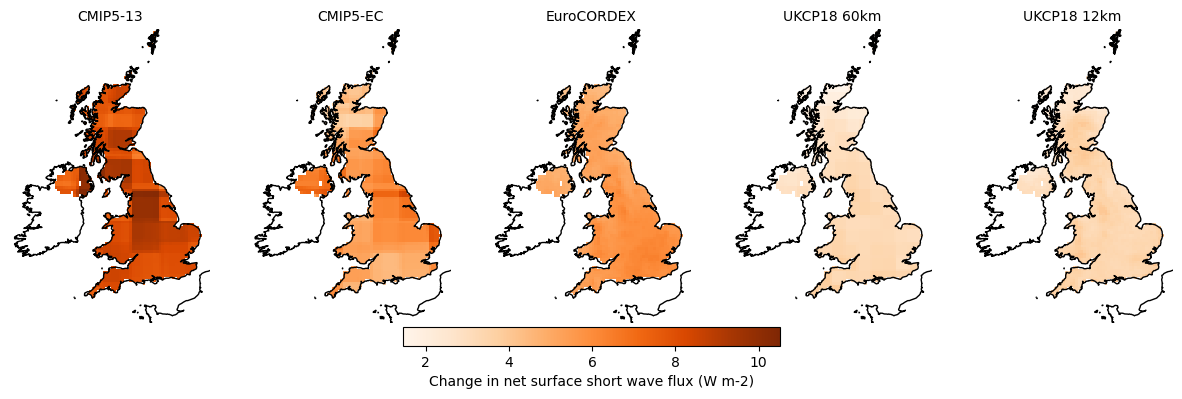 CMIP5-13
CMIP5-EC
EuroCORDEX
UKCP18 60km
UKCP18 12km
2
4
6
8
10
Change in net surface short wave flux (W m-2)